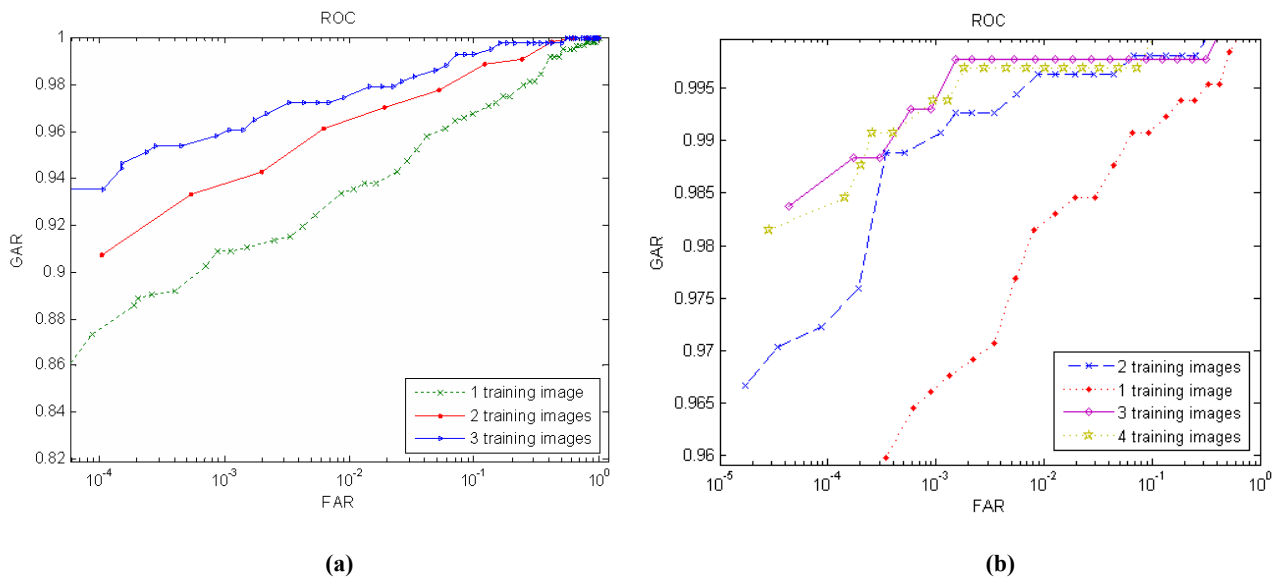 ROC
1
0.98
0.96
0.94
0.92
0.9
0.88
0.86
0.84
0.82
GAR
10^-4
10^-3
10^-2
10^-1
10^0
FAR
1 training image
2 training images
3 training images
(a)
ROC
0.995
0.99
0.985
0.98
0.975
0.97
0.965
0.96
GAR
10^-5
10^-4
10^-3
10^-2
10^-1
10^0
FAR
2 training images
1 training image
3 training images
4 training images
(b)